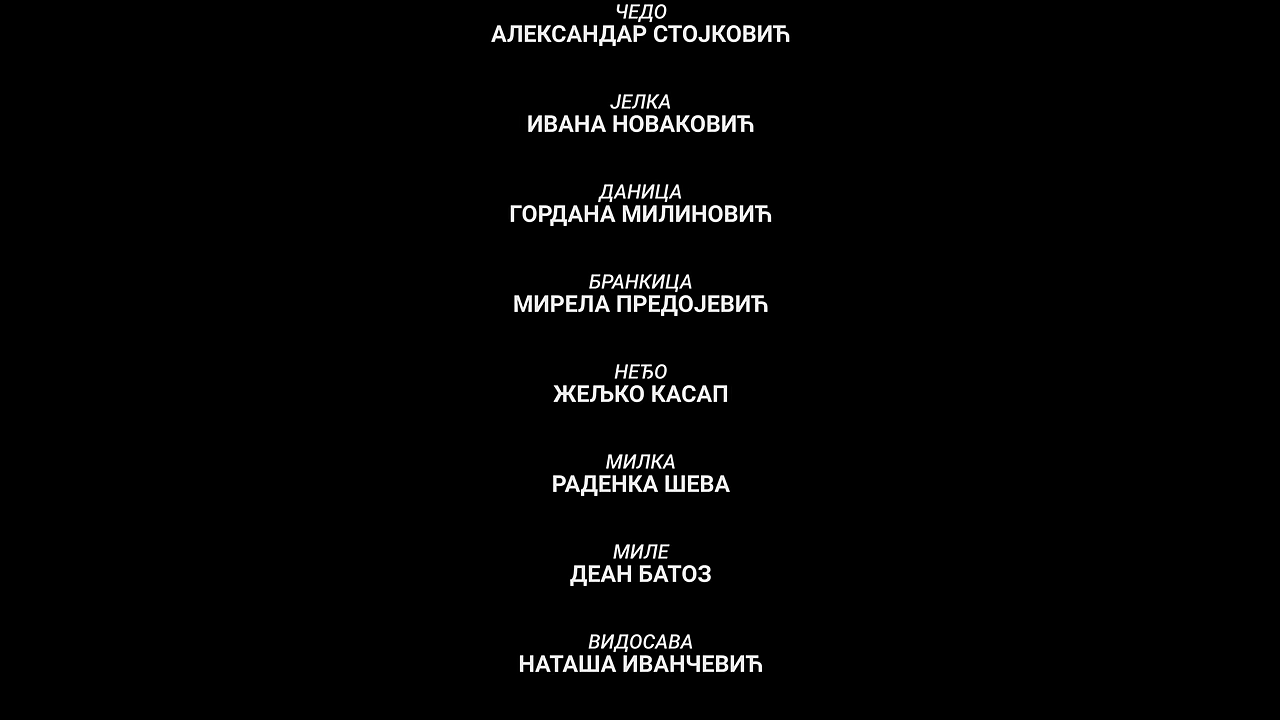 ЧЕДО
АЛЕКСАНДАР СТОЈКОВИЋ
ЈЕЛКА
ИВАНА НОВАКОВИЋ
ДАНИЦА
ГОРДАНА МИЛИНОВИЋ
БРАНКИЦА
МИРЕЛА ПРЕДОЈЕВИЋ
НЕЂО
ЖЕЉКО КАСАП
МИЛКА
РАДЕНКА ШЕВА
МИЛЕ
ДЕАН БАТОЗ
ВИДОСАВА
НАТАША ИВАНЧЕВИЋ